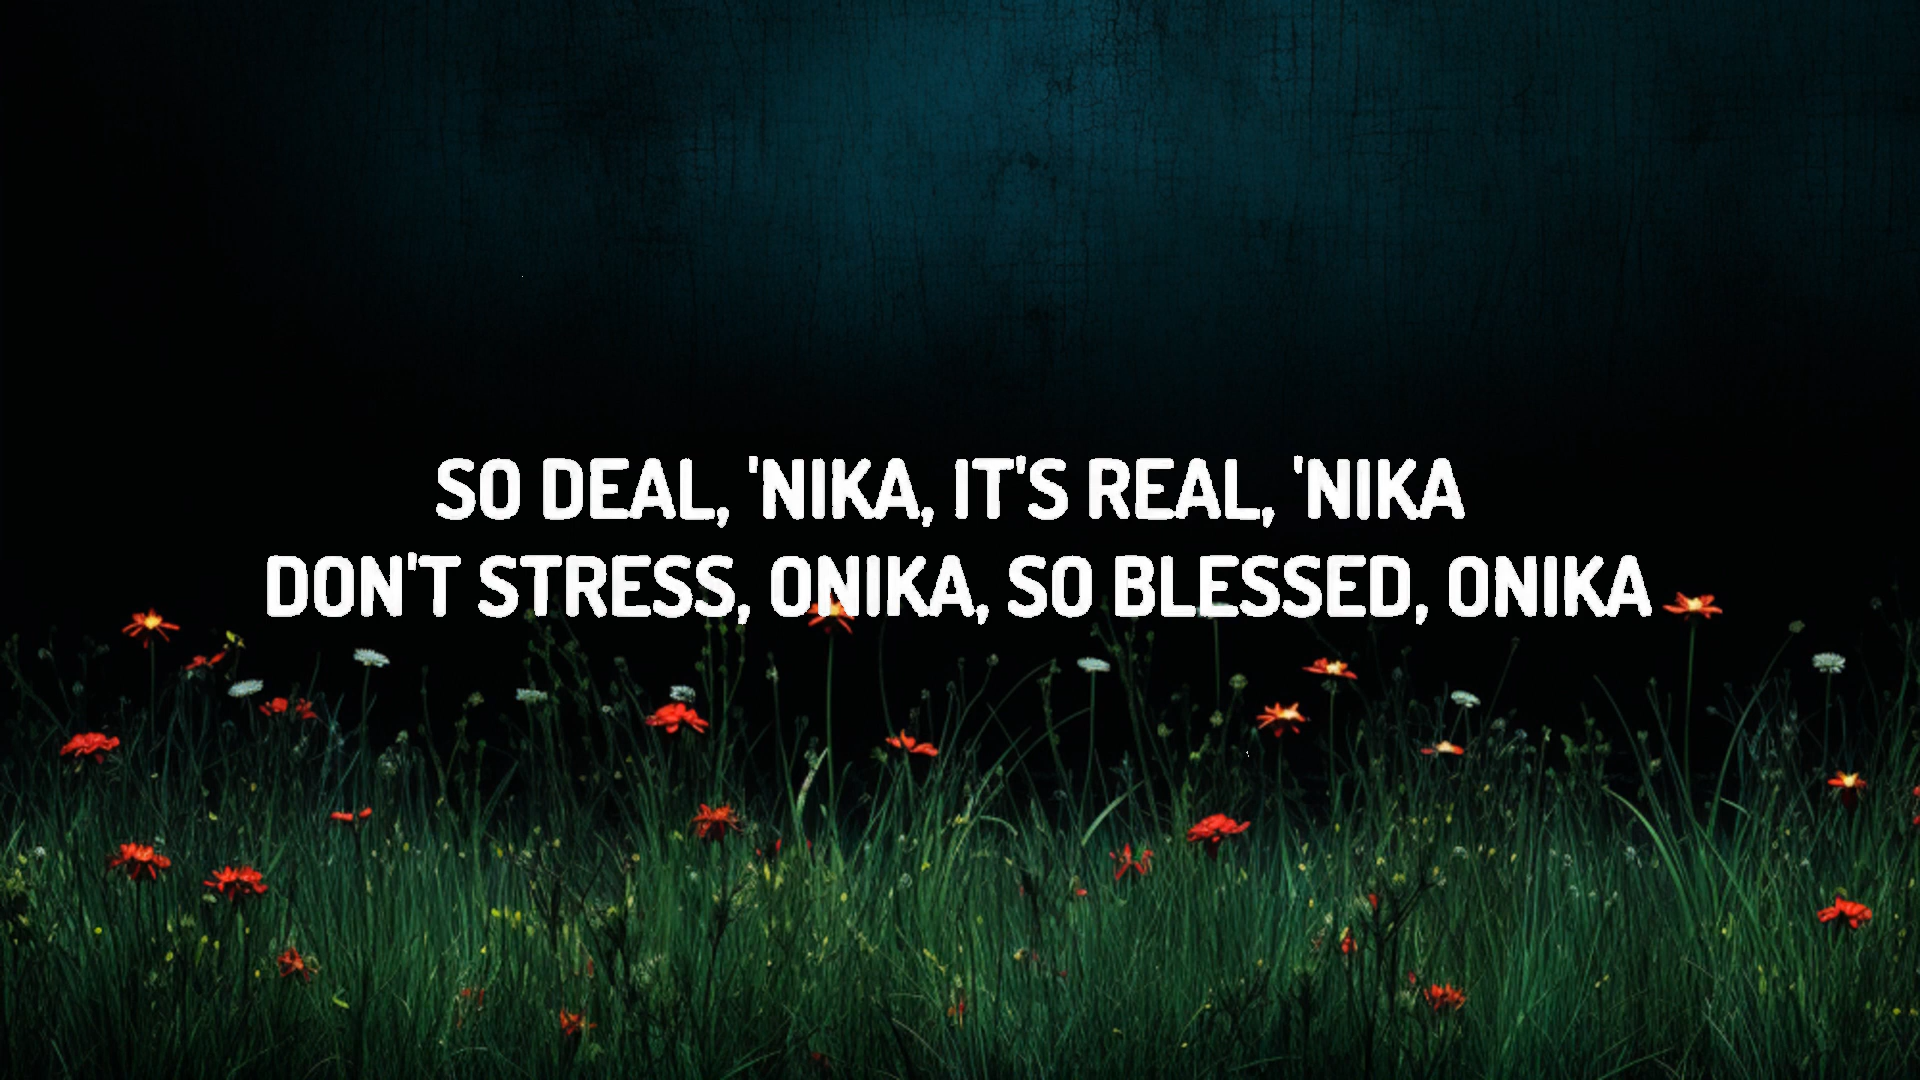 SO DEAL, 'NIKA, IT'S REAL, 'NIKA
DON'T STRESS, ONIKA, SO BLESSED, ONIKA